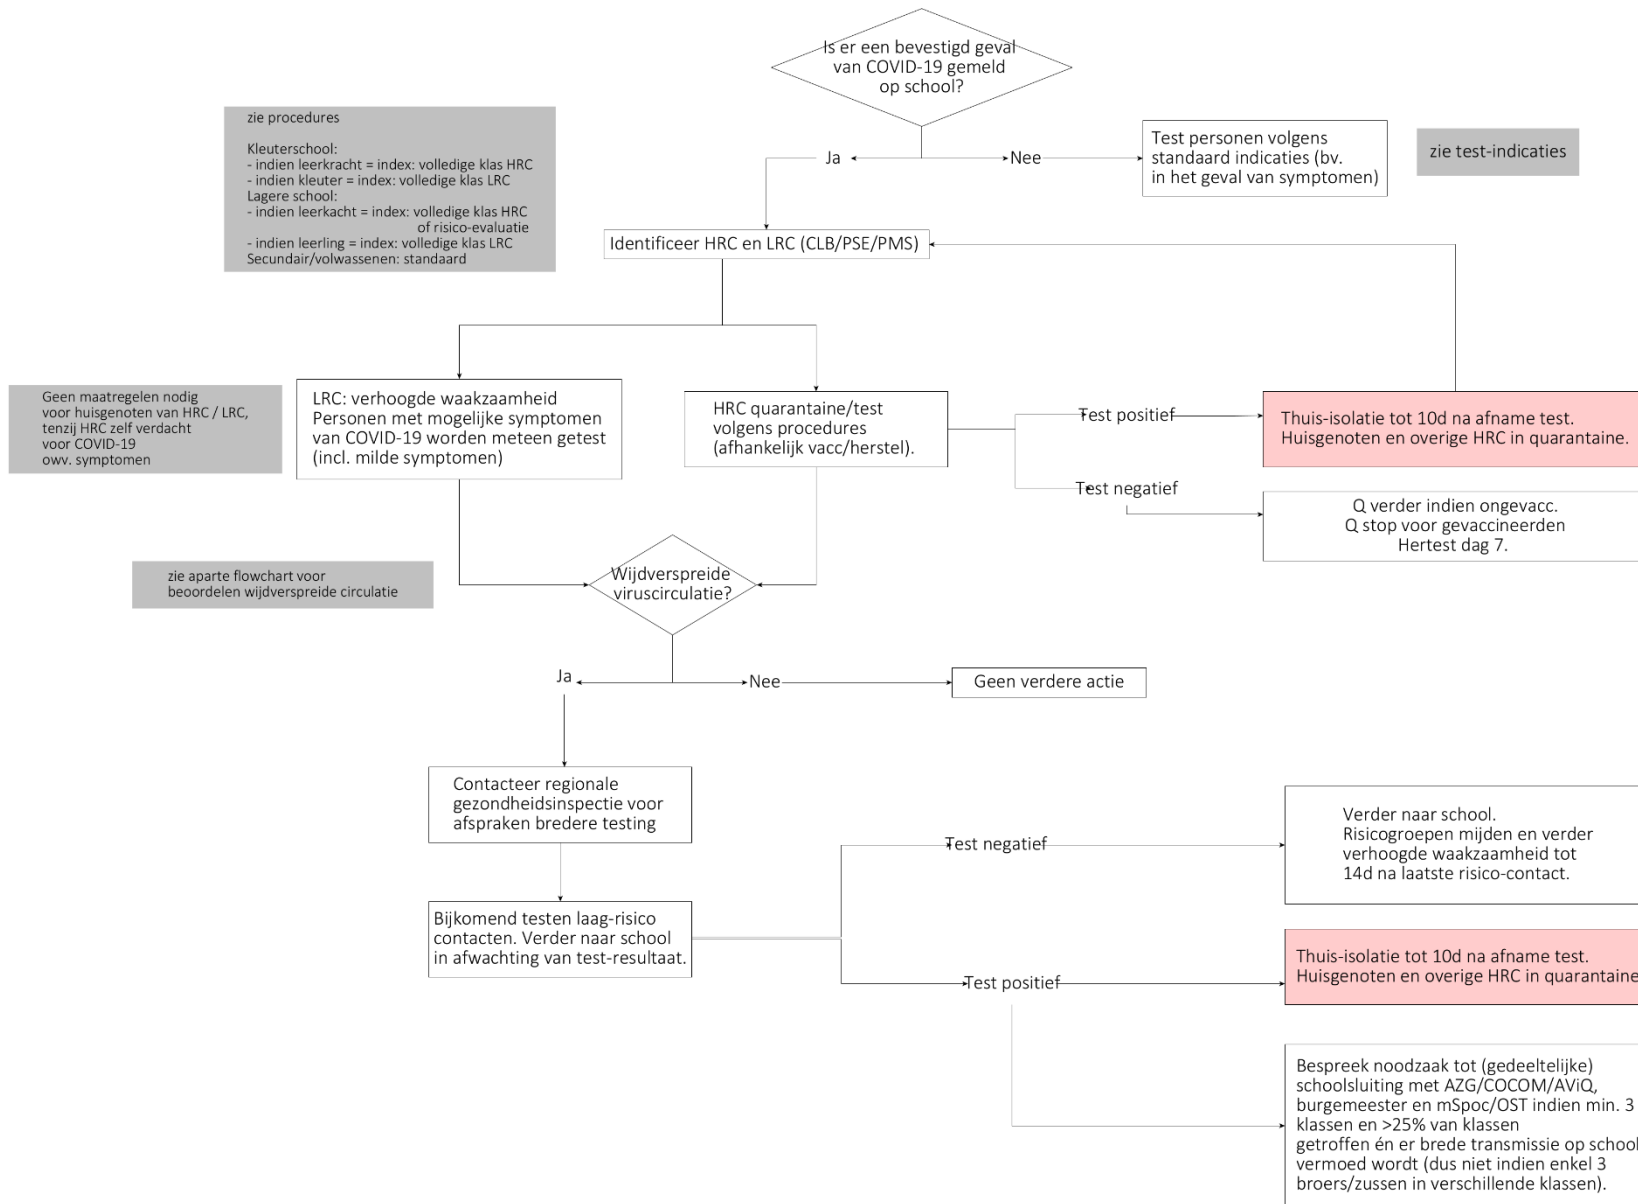 Is er een bevestigd geval
van COVID-19 gemeld
op school?
zie procedures
Kleuterschool:
- indien leerkracht = index: volledige klas HRC
- indien kleuter = index: volledige klas LRC
Lagere school:
- indien leerkacht = index: volledige klas HRC
of risico-evaluatie
- indien leerling = index: volledige klas LRC
Secundair/volwassenen: standaard
Ja
Nee
Test personen volgens
standaard indicaties (bv.
in het geval van symptomen)
zie test-indicaties
Identificeer HRC en LRC (CLB/PSE/PMS)
Geen maatregelen nodig
voor huisgenoten van HRC / LRC,
tenzij HRC zelf verdacht
voor COVID-19
owv. symptomen
LRC: verhoogde waakzaamheid
Personen met mogelijke symptomen
van COVID-19 worden meteen getest
(incl. milde symptomen)
HRC quarantaine/test
volgens procedures
(afhankelijk vacc/herstel).
Test positief
Thuis-isolatie tot 10d na afname test.
Huisgenoten en overige HRC in quarantaine.
Test negatief
Q verder indien ongevacc.
Q stop voor gevaccineerden
Hertest dag 7.
zie aparte flowchart voor
beoordelen wijdverspreide circulatie
Wijdverspreide
viruscirculatie?
Ja
Nee
Geen verdere actie
Contacteer regionale
gezondheidsinspectie voor
afspraken bredere testing
Test negatief
Verder naar school.
Risicogroepen mijden en verder
verhoogde waakzaamheid tot
14d na laatste risico-contact.
Bijkomend testen laag-risico
contacten. Verder naar school
in afwachting van test-resultaat.
Test positief
Thuis-isolatie tot 10d na afname test.
Huisgenoten en overige HRC in quarantaine
Bespreek noodzaak tot (gedeeltelijke)
schoolsluiting met AZG/COCOM/AViQ,
burgemeester en mSpoc/OST indien min. 3
klassen en >25% van klassen
getroffen én er brede transmissie op school
vermoed wordt (dus niet indien enkel 3
broers/zussen in verschillende klassen).